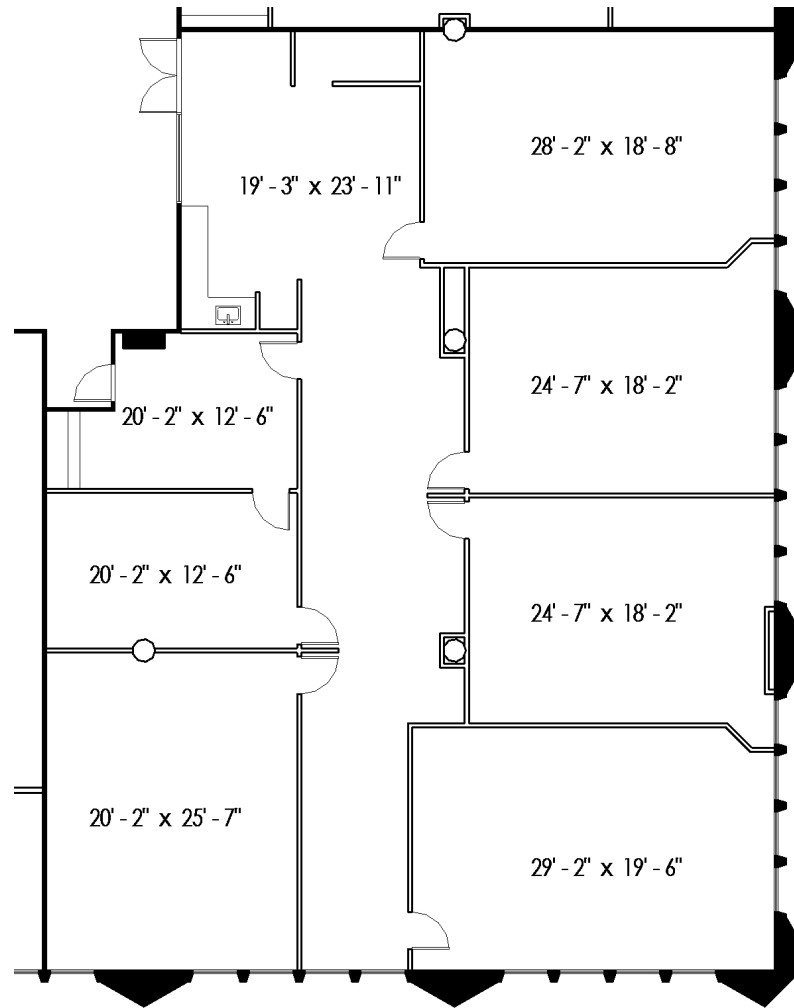 28' - 2" x 18' - 8"
19' - 3" x 23' - 11"
24' - 7" x 18' - 2"
20' - 2" x 12' - 6"
20' - 2" x 12' - 6"
24' - 7" x 18' - 2"
20' - 2" x 25' - 7"
29' - 2" x 19' - 6"